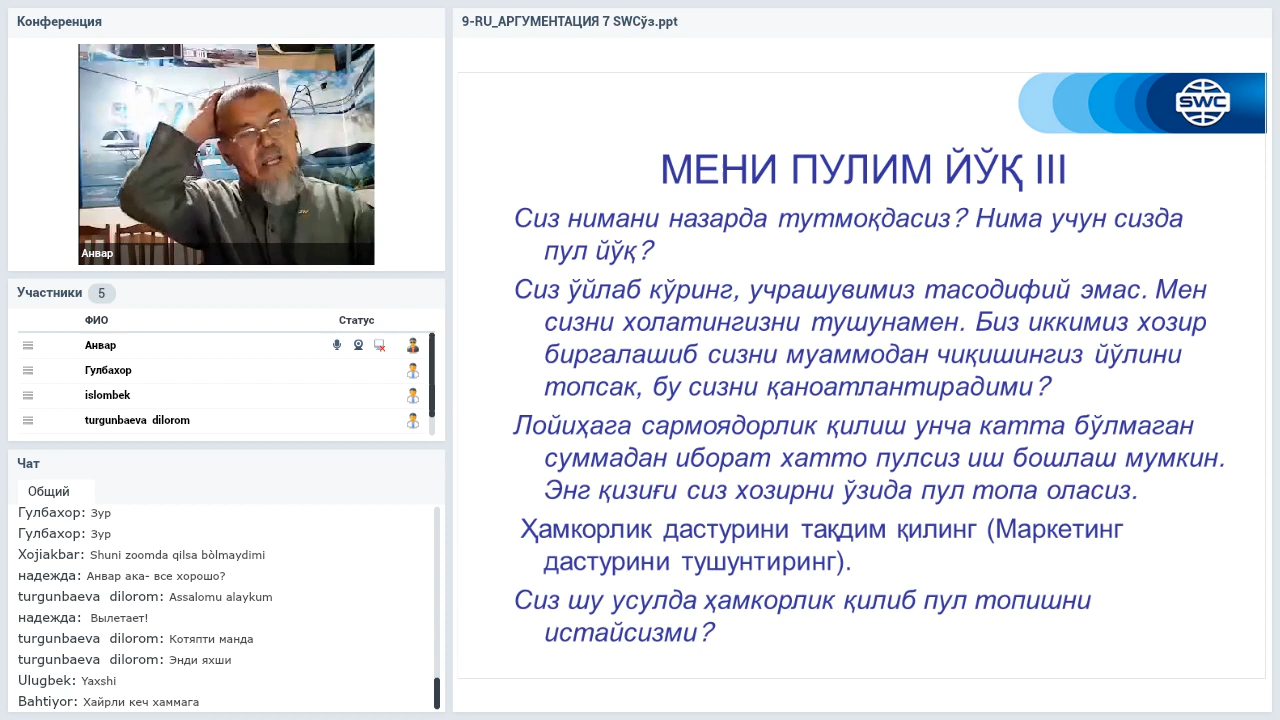 Конференция
Анвар
Участники 5
ФИО Статус
Анвар
Гулбахор
islombek
turgunbaeva dilorom
Чат
Общий
Гулбахор: Зур
Гулбахор: Зур
Xojiakbar: Shuni zoomda qilsa bòlmaydimi
надежда: Анвар ака- все хорошо?
turgunbaeva dilorom: Assalomu alaykum
надежда: Вылетает!
turgunbaeva dilorom: Котяпти манда
turgunbaeva dilorom: Энди яхши
Ulugbek: Yaxshi
Bahtiyor: Хайрли кеч хаммага
9-RU_АРГУМЕНТАЦИЯ 7 SWCўз.ppt
SWC
МЕНИ ПУЛИМ ЙЎҚ III
Сиз нимани назарда тутмоқдасиз? Нима учун сизда
пул йўқ?
Сиз ўйлаб кўринг, учрашувимиз тасодифий эмас. Мен
сизни холатингизни тушунамен. Биз иккимиз хозир
биргалашиб сизни муаммодан чиқишингиз йўлини
топсак, бу сизни қаноатлантирадими?
Лойиҳага сармоядорлик қилиш унча катта бўлмаган
суммадан иборат хатто пулсиз иш бошлаш мумкин.
Энг қизиғи сиз хозирни ўзида пул топа оласиз.
Ҳамкорлик дастурини тақдим қилинг (Маркетинг
дастурини тушунтиринг).
Сиз шу усулда ҳамкорлик қилиб пул топишни
истайсизми?